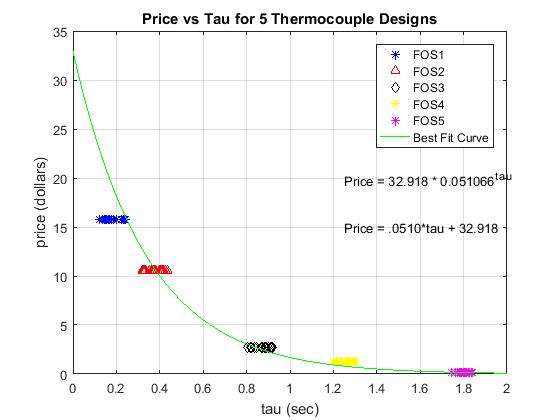 Price vs Tau for 5 Thermocouple Designs
35
30
25
20
15
10
5
0
price (dollars)
FOS1
FOS2
FOS3
FOS4
FOS5
Best Fit Curve
Price = 32.918 * 0.051066^tau
Price = .0510*tau + 32.918
0 0.2 0.4 0.6 0.8 1 1.2 1.4 1.6 1.8 2
tau (sec)